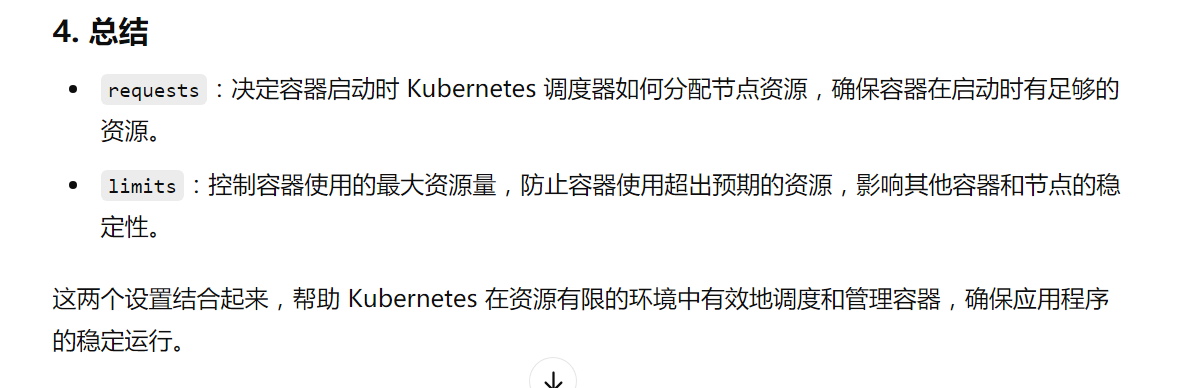 4. 总结
requests：决定容器启动时 Kubernetes 调度器如何分配节点资源，确保容器在启动时有足够的
资源。
limits：控制容器使用的最大资源量，防止容器使用超出预期的资源，影响其他容器和节点的稳
定性。
这两个设置结合起来，帮助 Kubernetes 在资源有限的环境中有效地调度和管理容器，确保应用程序
的稳定运行。